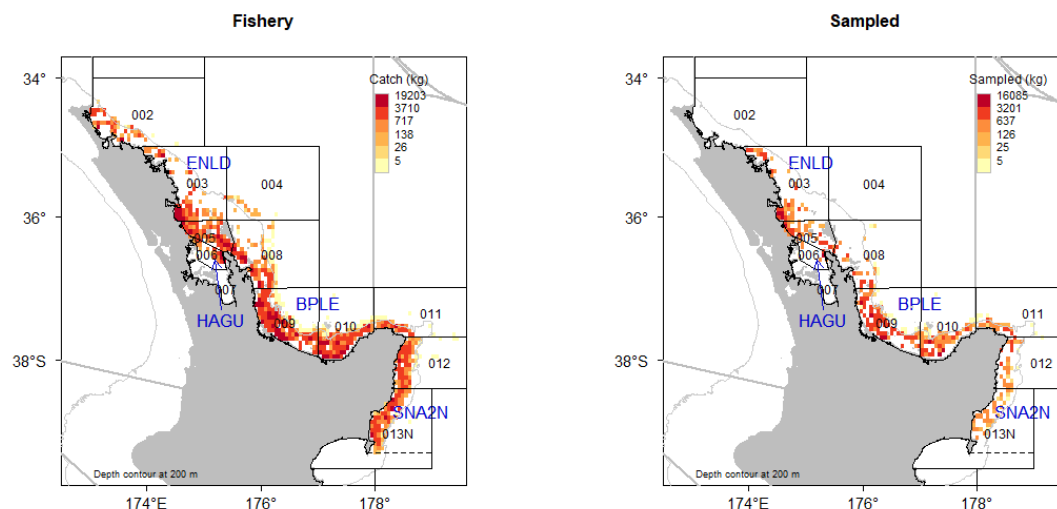 Fishery
Catch (kg)
19203
3710
717
138
26
5
34°
36°
38°S
002
ENLD
003
004
005
006
008
007
HAGU
BPLE
009
010
011
012
SNA2N
013N
Depth contour at 200 m
174°E
176°
178°
Sampled
Sampled (kg)
16085
3201
637
126
26
5
34°
36°
38°S
002
ENLD
003
004
005
006
008
007
HAGU
BPLE
009
010
011
012
SNA2N
013N
Depth contour at 200 m
174°E
176°
178°